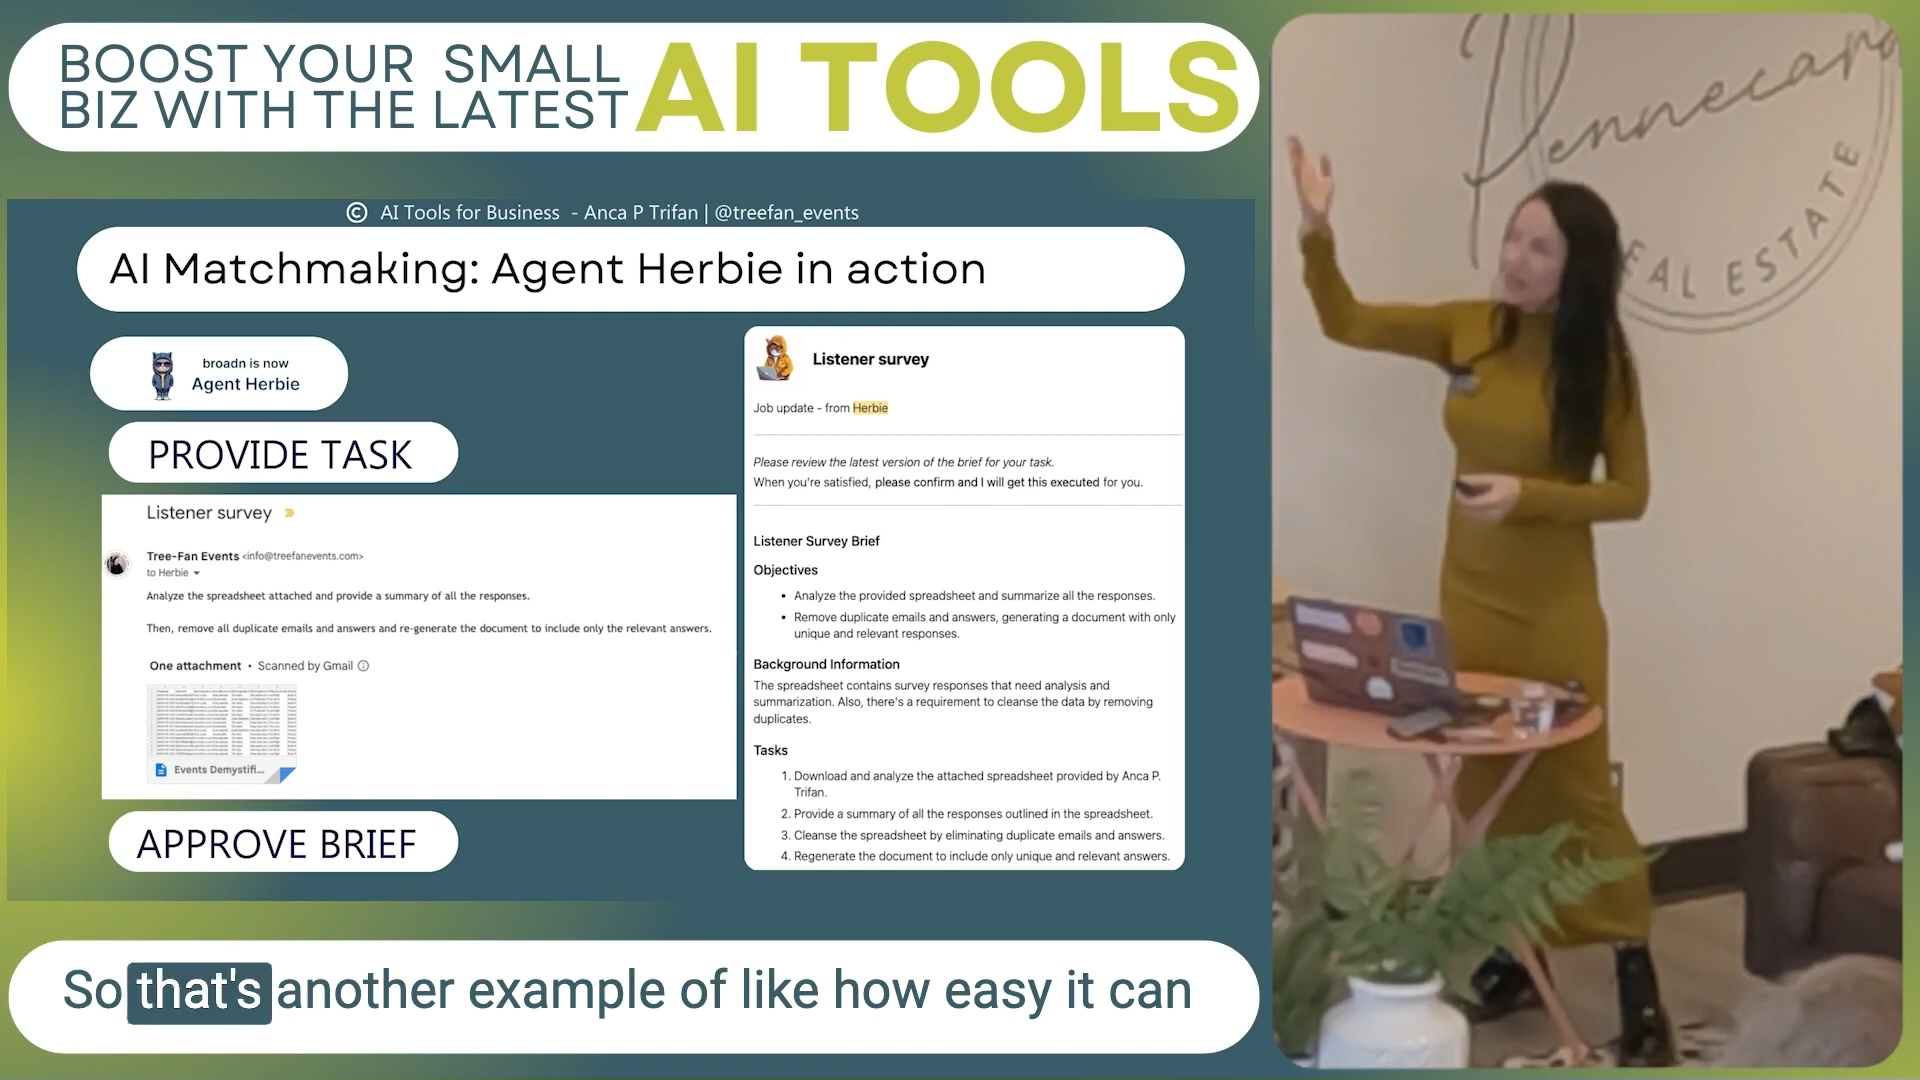 BOOST YOUR SMALL
BIZ WITH THE LATEST
AI TOOLS
© AI Tools for Business - Anca P Trifan | @treefan_events
AI Matchmaking: Agent Herbie in action
broadn is now
Agent Herbie
PROVIDE TASK
Listener survey
Tree-Fan Events <info@treefanevents.com>
to Herbie
Analyze the spreadsheet attached and provide a summary of all the responses.
Then, remove all duplicate emails and answers and re-generate the document to include only the relevant answers.
One attachment • Scanned by Gmail
Events Demystifi...
APPROVE BRIEF
Listener survey
Job update - from Herbie
Please review the latest version of the brief for your task.
When you're satisfied, please confirm and I will get this executed for you.
Listener Survey Brief
Objectives
• Analyze the provided spreadsheet and summarize all the responses.
• Remove duplicate emails and answers, generating a document with only
unique and relevant responses.
Background Information
The spreadsheet contains survey responses that need analysis and
summarization. Also, there's a requirement to cleanse the data by removing
duplicates.
Tasks
1. Download and analyze the attached spreadsheet provided by Anca P.
Trifan.
2. Provide a summary of all the responses outlined in the spreadsheet.
3. Cleanse the spreadsheet by eliminating duplicate emails and answers.
4. Regenerate the document to include only unique and relevant answers.
So that's another example of like how easy it can
ESTATE